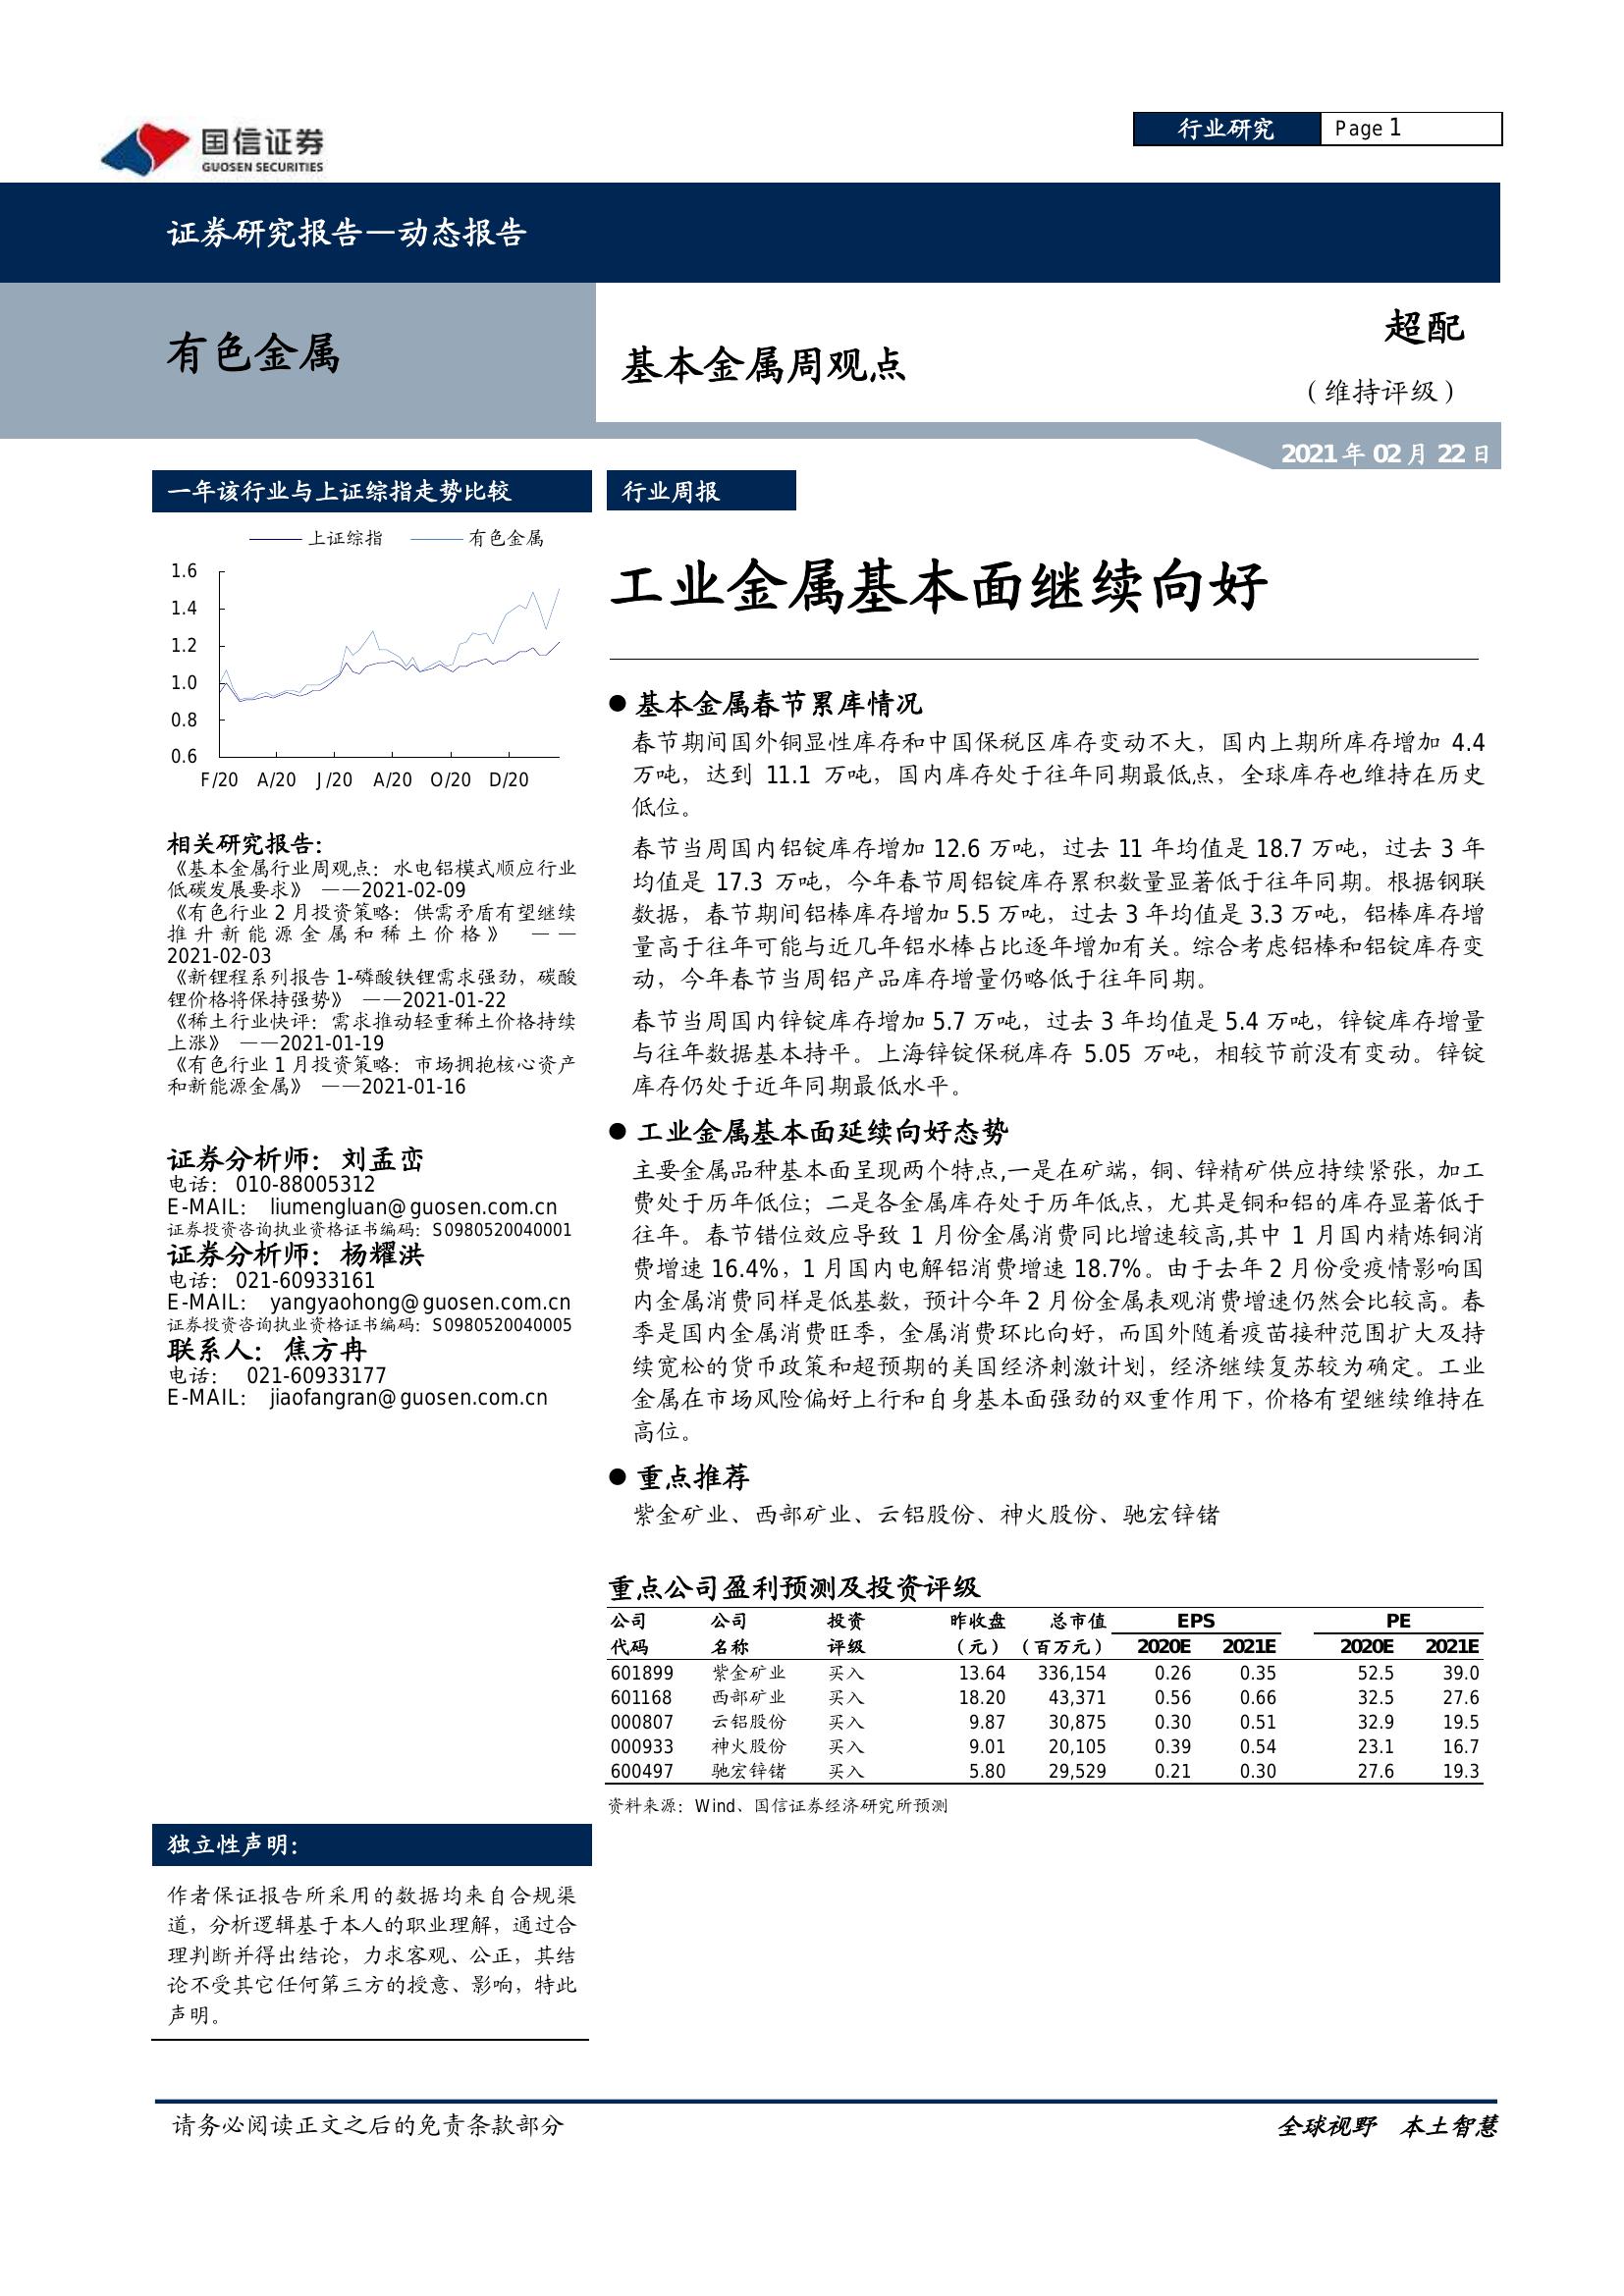 国信证券
GUOSEN SECURITIES
行业研究
Page 1
证券研究报告—动态报告
有色金属
基本金属周观点
超配
（维持评级）
2021年02月22日
一年该行业与上证综指走势比较
上证综指 有色金属
1.6
1.4
1.2
1.0
0.8
0.6
F/20 A/20 J/20 A/20 O/20 D/20
相关研究报告：
《基本金属行业周观点：水电铝模式顺应行业
低碳发展要求》 ——2021-02-09
《有色行业2月投资策略：供需矛盾有望继续
推升新能源金属和稀土价格》 ——
2021-02-03
《新锂程系列报告1-磷酸铁锂需求强劲，碳酸
锂价格将保持强势》 ——2021-01-22
《稀土行业快评：需求推动轻重稀土价格持续
上涨》 ——2021-01-19
《有色行业1月投资策略：市场拥抱核心资产
和新能源金属》 ——2021-01-16
证券分析师：刘孟峦
电话：010-88005312
E-MAIL：liumengluan@guosen.com.cn
证券投资咨询执业资格证书编码：S0980520040001
证券分析师：杨耀洪
电话：021-60933161
E-MAIL：yangyaohong@guosen.com.cn
证券投资咨询执业资格证书编码：S0980520040005
联系人：焦方冉
电话：021-60933177
E-MAIL：jiaofangran@guosen.com.cn
独立性声明：
作者保证报告所采用的数据均来自合规渠
道，分析逻辑基于本人的职业理解，通过合
理判断并得出结论，力求客观、公正，其结
论不受其它任何第三方的授意、影响，特此
声明。
行业周报
工业金属基本面继续向好
● 基本金属春节累库情况
春节期间国外铜显性库存和中国保税区库存变动不大，国内上期所库存增加 4.4
万吨，达到 11.1 万吨，国内库存处于往年同期最低点，全球库存也维持在历史
低位。
春节当周国内铝锭库存增加 12.6 万吨，过去 11 年均值是 18.7 万吨，过去 3 年
均值是 17.3 万吨，今年春节周铝锭库存累积数量显著低于往年同期。根据钢联
数据，春节期间铝棒库存增加 5.5 万吨，过去 3 年均值是 3.3 万吨，铝棒库存增
量高于往年可能与近几年铝水棒占比逐年增加有关。综合考虑铝棒和铝锭库存变
动，今年春节当周铝产品库存增量仍略低于往年同期。
春节当周国内锌锭库存增加 5.7 万吨，过去 3 年均值是 5.4 万吨，锌锭库存增量
与往年数据基本持平。上海锌锭保税库存 5.05 万吨，相较节前没有变动。锌锭
库存仍处于近年同期最低水平。
● 工业金属基本面延续向好态势
主要金属品种基本面呈现两个特点,一是在矿端，铜、锌精矿供应持续紧张，加工
费处于历年低位；二是各金属库存处于历年低点，尤其是铜和铝的库存显著低于
往年。春节错位效应导致 1 月份金属消费同比增速较高,其中 1 月国内精炼铜消
费增速 16.4%，1 月国内电解铝消费增速 18.7%。由于去年 2 月份受疫情影响国
内金属消费同样是低基数，预计今年 2 月份金属表观消费增速仍然会比较高。春
季是国内金属消费旺季，金属消费环比向好，而国外随着疫苗接种范围扩大及持
续宽松的货币政策和超预期的美国经济刺激计划，经济继续复苏较为确定。工业
金属在市场风险偏好上行和自身基本面强劲的双重作用下，价格有望继续维持在
高位。
● 重点推荐
紫金矿业、西部矿业、云铝股份、神火股份、驰宏锌锗
重点公司盈利预测及投资评级
公司 公司 投资 昨收盘 总市值 EPS PE
代码 名称 评级 （元） （百万元） 2020E 2021E 2020E 2021E
601899 紫金矿业 买入 13.64 336,154 0.26 0.35 52.5 39.0
601168 西部矿业 买入 18.20 43,371 0.56 0.66 32.5 27.6
000807 云铝股份 买入 9.87 30,875 0.30 0.51 32.9 19.5
000933 神火股份 买入 9.01 20,105 0.39 0.54 23.1 16.7
600497 驰宏锌锗 买入 5.80 29,529 0.21 0.30 27.6 19.3
资料来源：Wind、国信证券经济研究所预测
请务必阅读正文之后的免责条款部分
全球视野 本土智慧